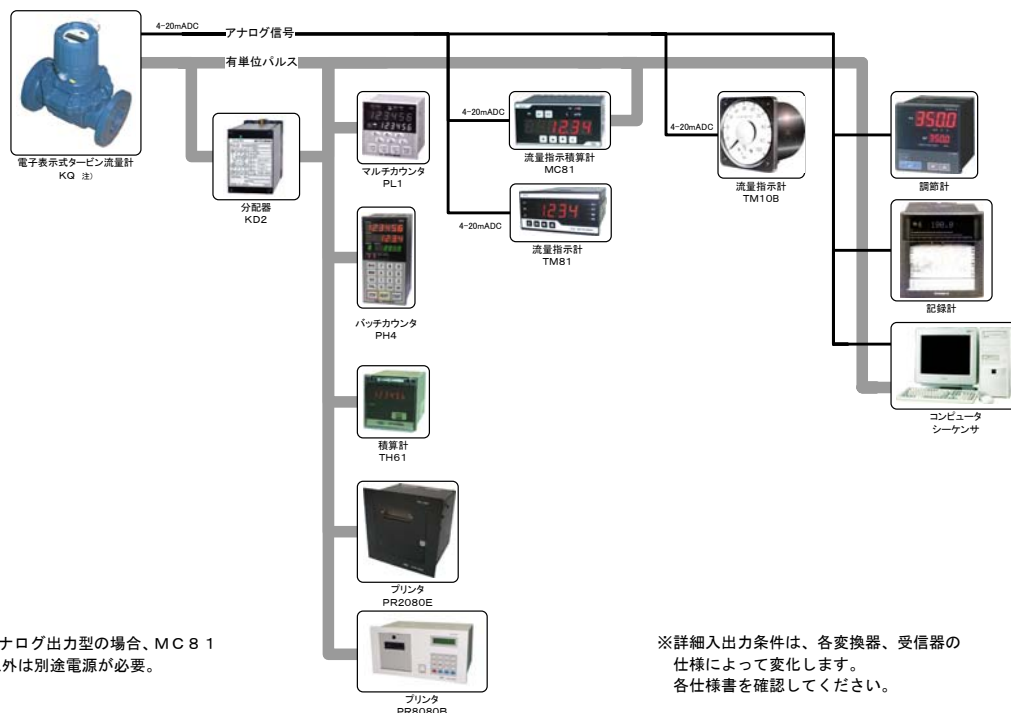 4-20mADC
アナログ信号
有単位パルス
電子表示式タービン流量計
KQ 注）
分配器
KD2
マルチカウンタ
PL1
4-20mADC
流量指示積算計
MC81
4-20mADC
流量指示計
TM81
4-20mADC
流量指示計
TM10B
調節計
記録計
コンピュータ
シーケンサ
バッチカウンタ
PH4
積算計
TH61
プリンタ
PR2080E
プリンタ
PR8080B
ナログ出力型の場合、ＭＣ８１
外は別途電源が必要。
※詳細入出力条件は、各変換器、受信器の
仕様によって変化します。
各仕様書を確認してください。